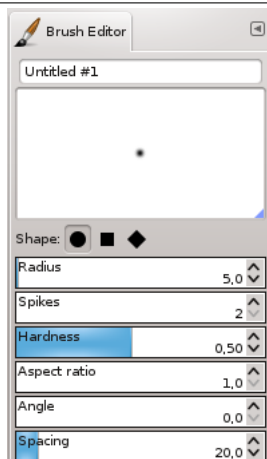 Brush Editor
Untitled #1
Shape:
Radius
5,0
Spikes
2
Hardness
0,50
Aspect ratio
1,0
Angle
0,0
Spacing
20,0